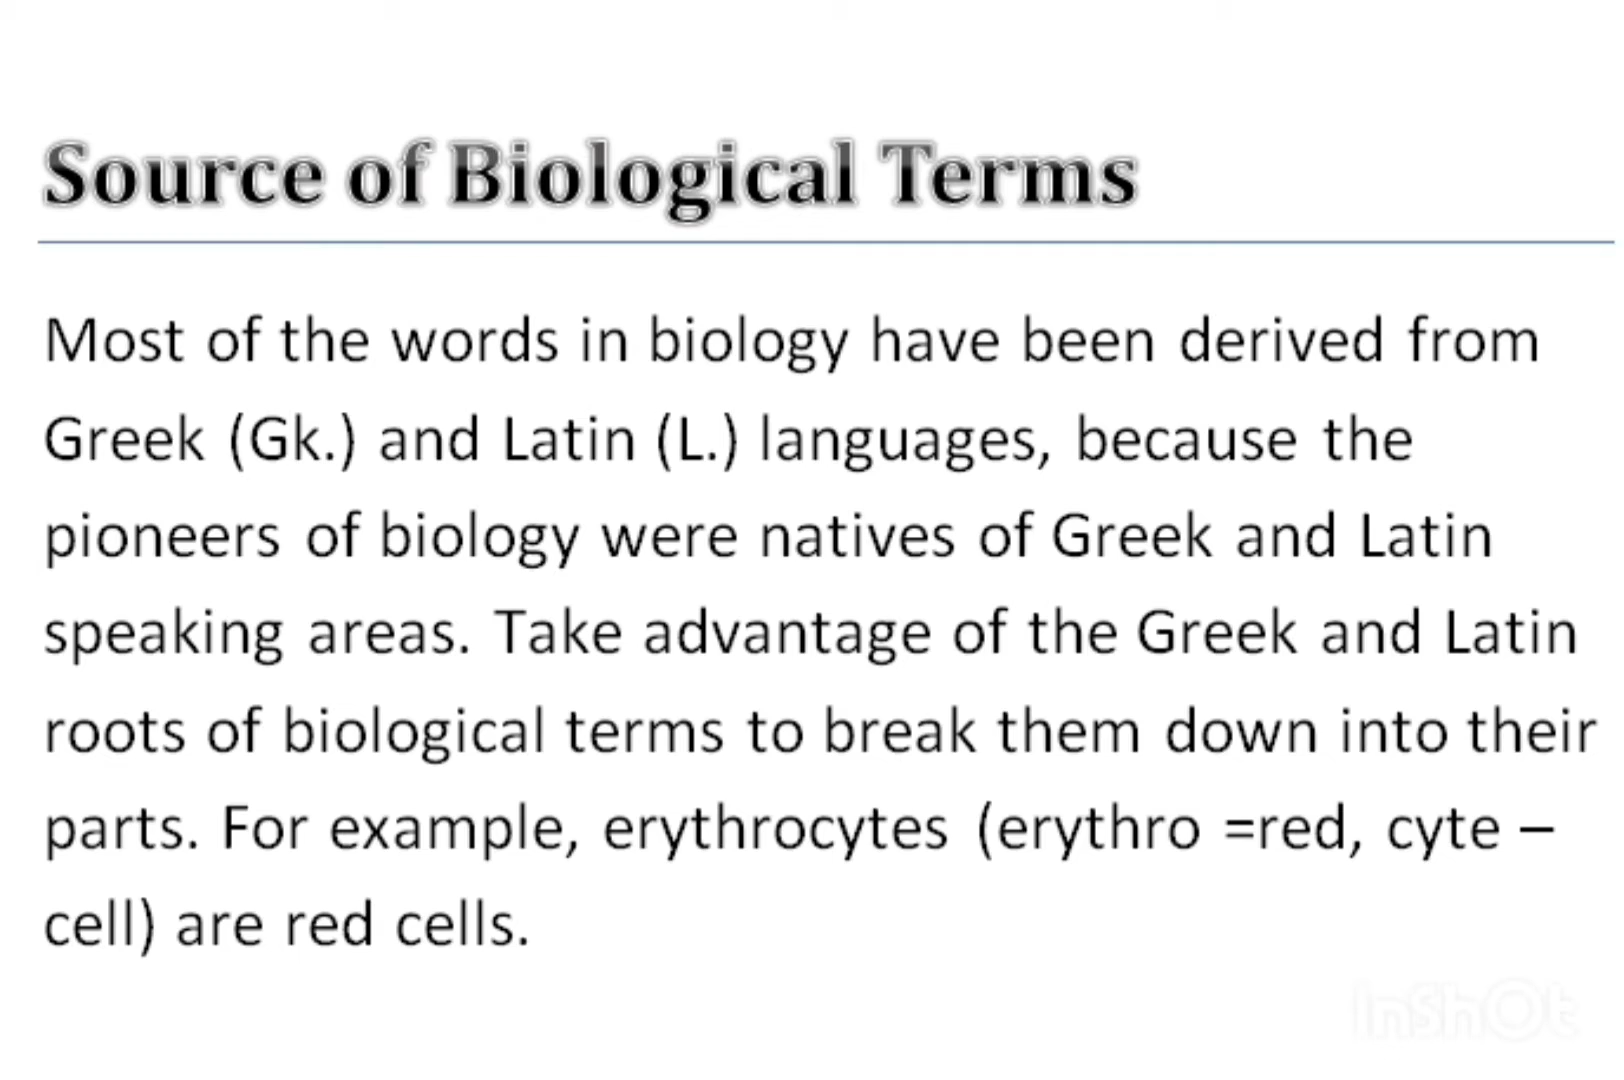 Source of Biological Terms
Most of the words in biology have been derived from
Greek (Gk.) and Latin (L.) languages, because the
pioneers of biology were natives of Greek and Latin
speaking areas. Take advantage of the Greek and Latin
roots of biological terms to break them down into their
parts. For example, erythrocytes (erythro =red, cyte –
cell) are red cells.
InShOt